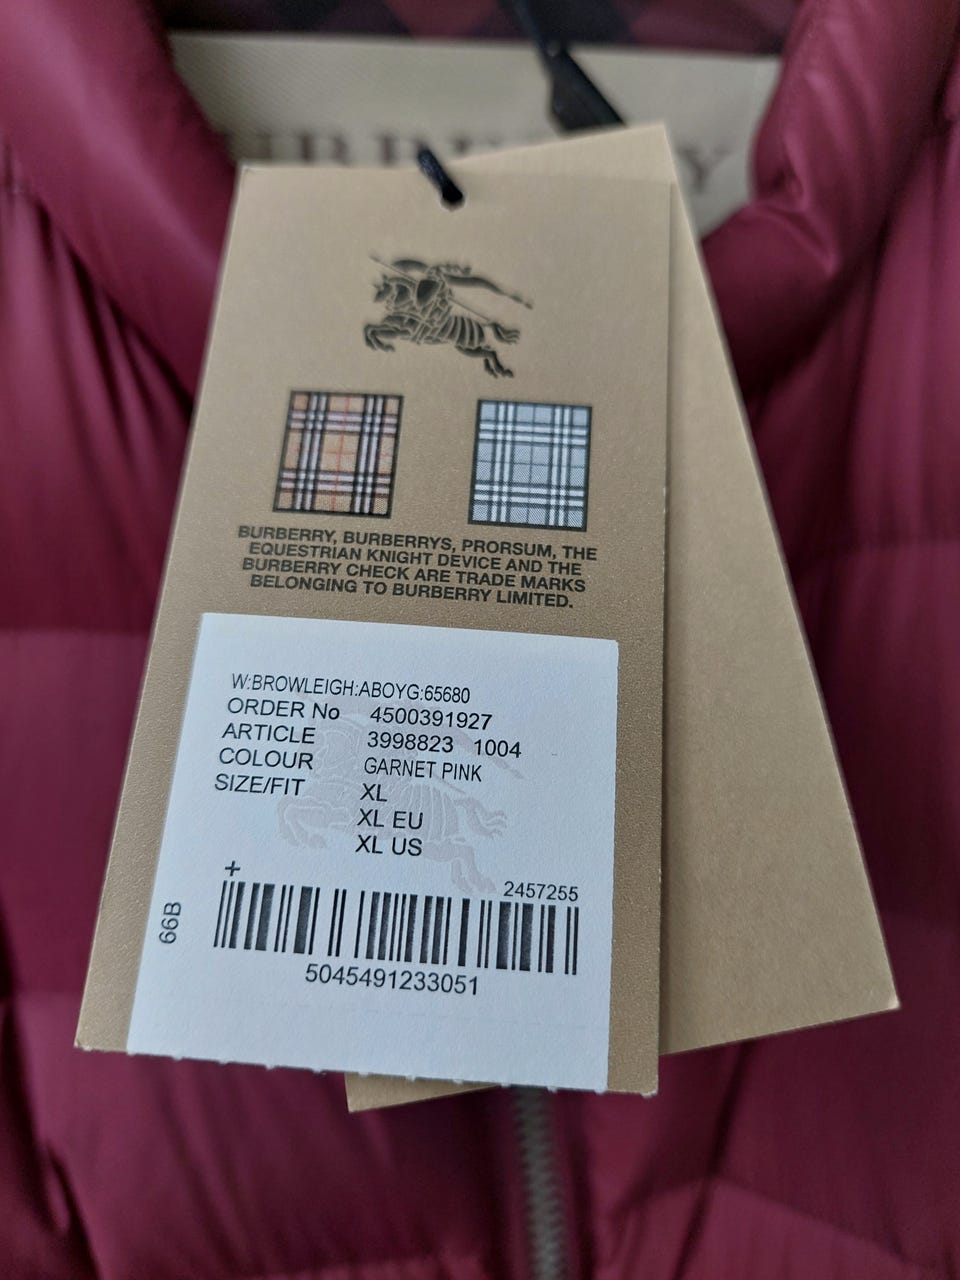 BURBERRY
BURBERRY, BURBERRYS, PRORSUM, THE
EQUESTRIAN KNIGHT DEVICE AND THE
BURBERRY CHECK ARE TRADE MARKS
BELONGING TO BURBERRY LIMITED.
W:BROWLEIGH:ABOYG:65680
ORDER No 4500391927
ARTICLE 3998823 1004
COLOUR GARNET PINK
SIZE/FIT XL
XL EU
XL US
+
2457255
66B
5045491233051